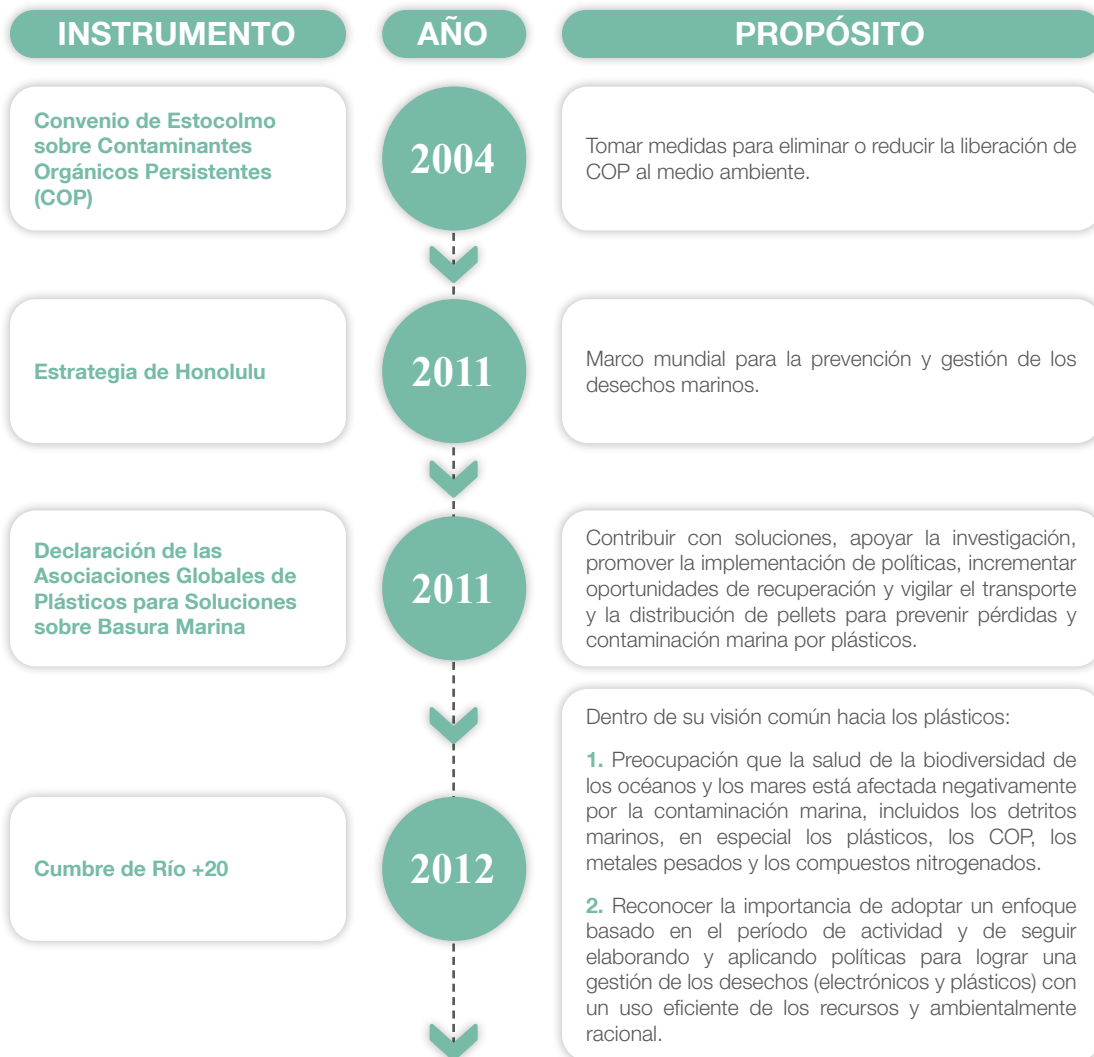 INSTRUMENTO
AÑO
PROPÓSITO
Convenio de Estocolmo
sobre Contaminantes
Orgánicos Persistentes
(COP)
2004
Tomar medidas para eliminar o reducir la liberación de
COP al medio ambiente.
Estrategia de Honolulu
2011
Marco mundial para la prevención y gestión de los
desechos marinos.
Declaración de las
Asociaciones Globales de
Plásticos para Soluciones
sobre Basura Marina
2011
Contribuir con soluciones, apoyar la investigación,
promover la implementación de políticas, incrementar
oportunidades de recuperación y vigilar el transporte
y la distribución de pellets para prevenir pérdidas y
contaminación marina por plásticos.
Cumbre de Río +20
2012
Dentro de su visión común hacia los plásticos:
1. Preocupación que la salud de la biodiversidad de
los océanos y los mares está afectada negativamente
por la contaminación marina, incluidos los detritos
marinos, en especial los plásticos, los COP, los
metales pesados y los compuestos nitrogenados.
2. Reconocer la importancia de adoptar un enfoque
basado en el período de actividad y de seguir
elaborando y aplicando políticas para lograr una
gestión de los desechos (electrónicos y plásticos) con
un uso eficiente de los recursos y ambientalmente
racional.